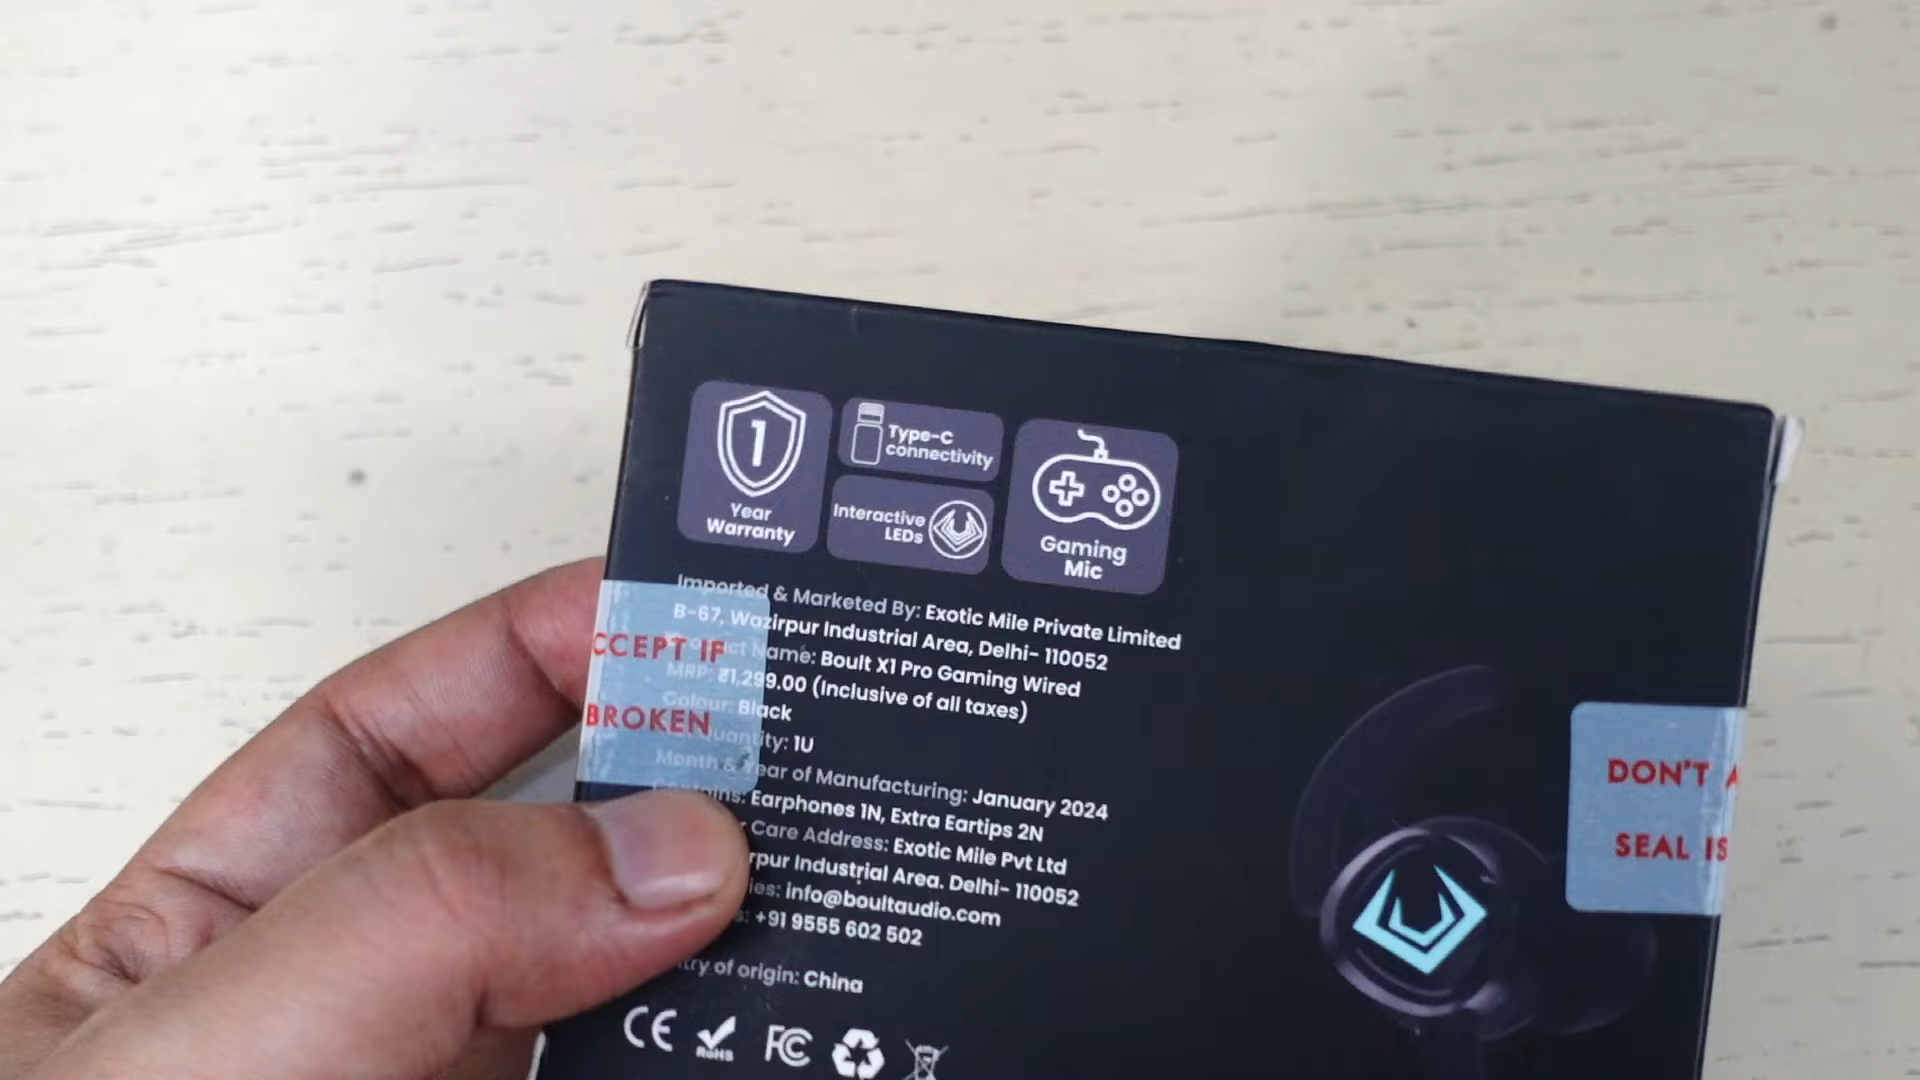 1
Year
Warranty
Type-C
connectivity
Interactive
LEDs
Gaming
Mic
Imported & Marketed By: Exotic Mile Private Limited
B-67, Wazirpur Industrial Area, Delhi- 110052
Name: Boult X1 Pro Gaming Wired
MRP: ₹1,299.00 (Inclusive of all taxes)
Colour: Black
1U
Month & Year of Manufacturing: January 2024
Earphones 1N, Extra Eartips 2N
Care Address: Exotic Mile Pvt Ltd
Industrial Area. Delhi- 110052
info@boultaudio.com
+91 9555 602 502
of origin: China
CE
RoHS
FC
IF
BROKEN
DON'T
SEAL IS